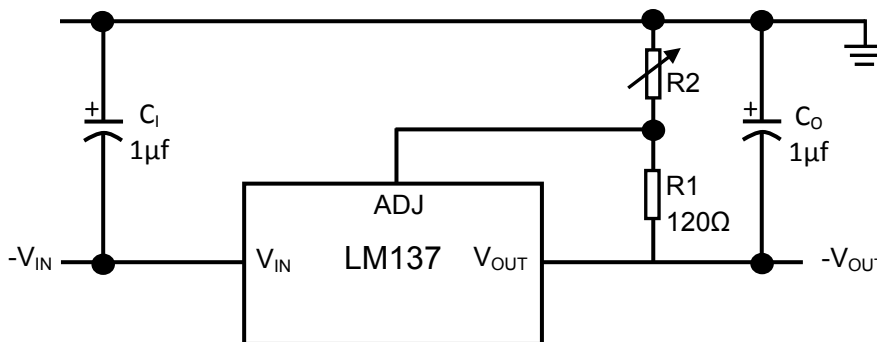 R2
+ C_I
1µf
+ C_O
1µf
R1
120Ω
ADJ
-V_IN
V_IN
LM137
V_OUT
-V_OUT